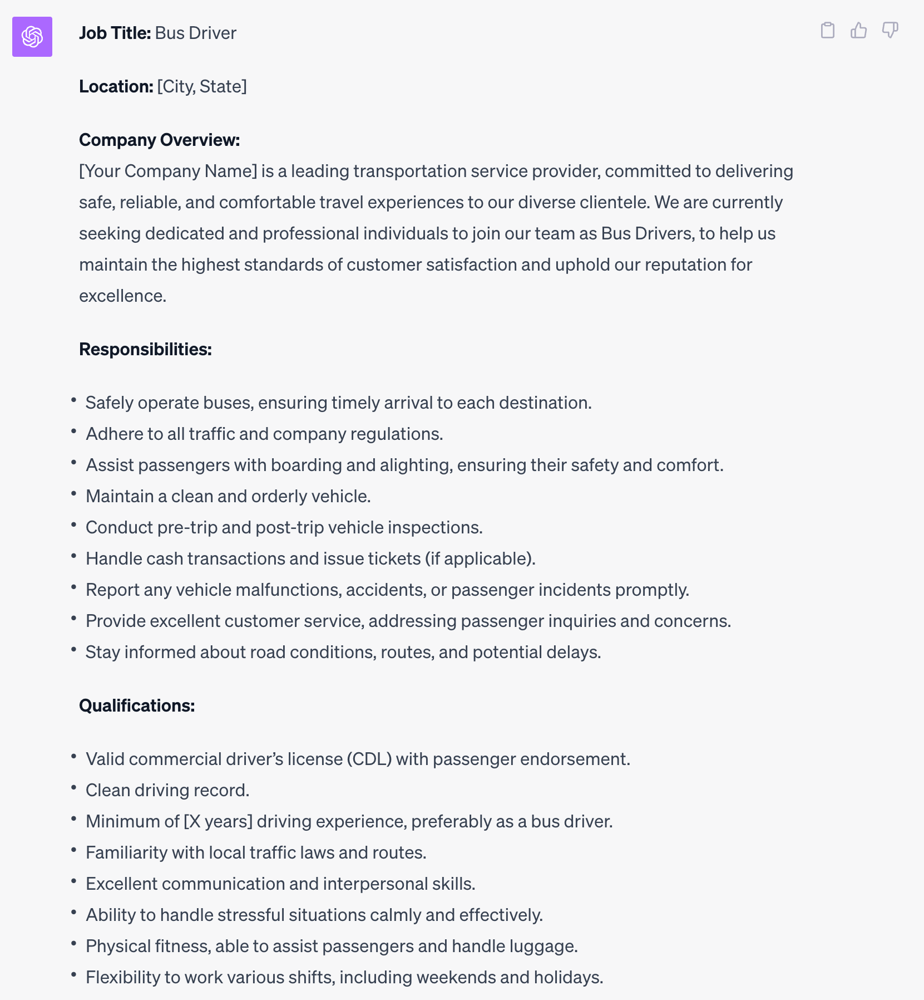 Job Title: Bus Driver
Location: [City, State]
Company Overview:
[Your Company Name] is a leading transportation service provider, committed to delivering
safe, reliable, and comfortable travel experiences to our diverse clientele. We are currently
seeking dedicated and professional individuals to join our team as Bus Drivers, to help us
maintain the highest standards of customer satisfaction and uphold our reputation for
excellence.
Responsibilities:
• Safely operate buses, ensuring timely arrival to each destination.
• Adhere to all traffic and company regulations.
• Assist passengers with boarding and alighting, ensuring their safety and comfort.
• Maintain a clean and orderly vehicle.
• Conduct pre-trip and post-trip vehicle inspections.
• Handle cash transactions and issue tickets (if applicable).
• Report any vehicle malfunctions, accidents, or passenger incidents promptly.
• Provide excellent customer service, addressing passenger inquiries and concerns.
• Stay informed about road conditions, routes, and potential delays.
Qualifications:
• Valid commercial driver’s license (CDL) with passenger endorsement.
• Clean driving record.
• Minimum of [X years] driving experience, preferably as a bus driver.
• Familiarity with local traffic laws and routes.
• Excellent communication and interpersonal skills.
• Ability to handle stressful situations calmly and effectively.
• Physical fitness, able to assist passengers and handle luggage.
• Flexibility to work various shifts, including weekends and holidays.